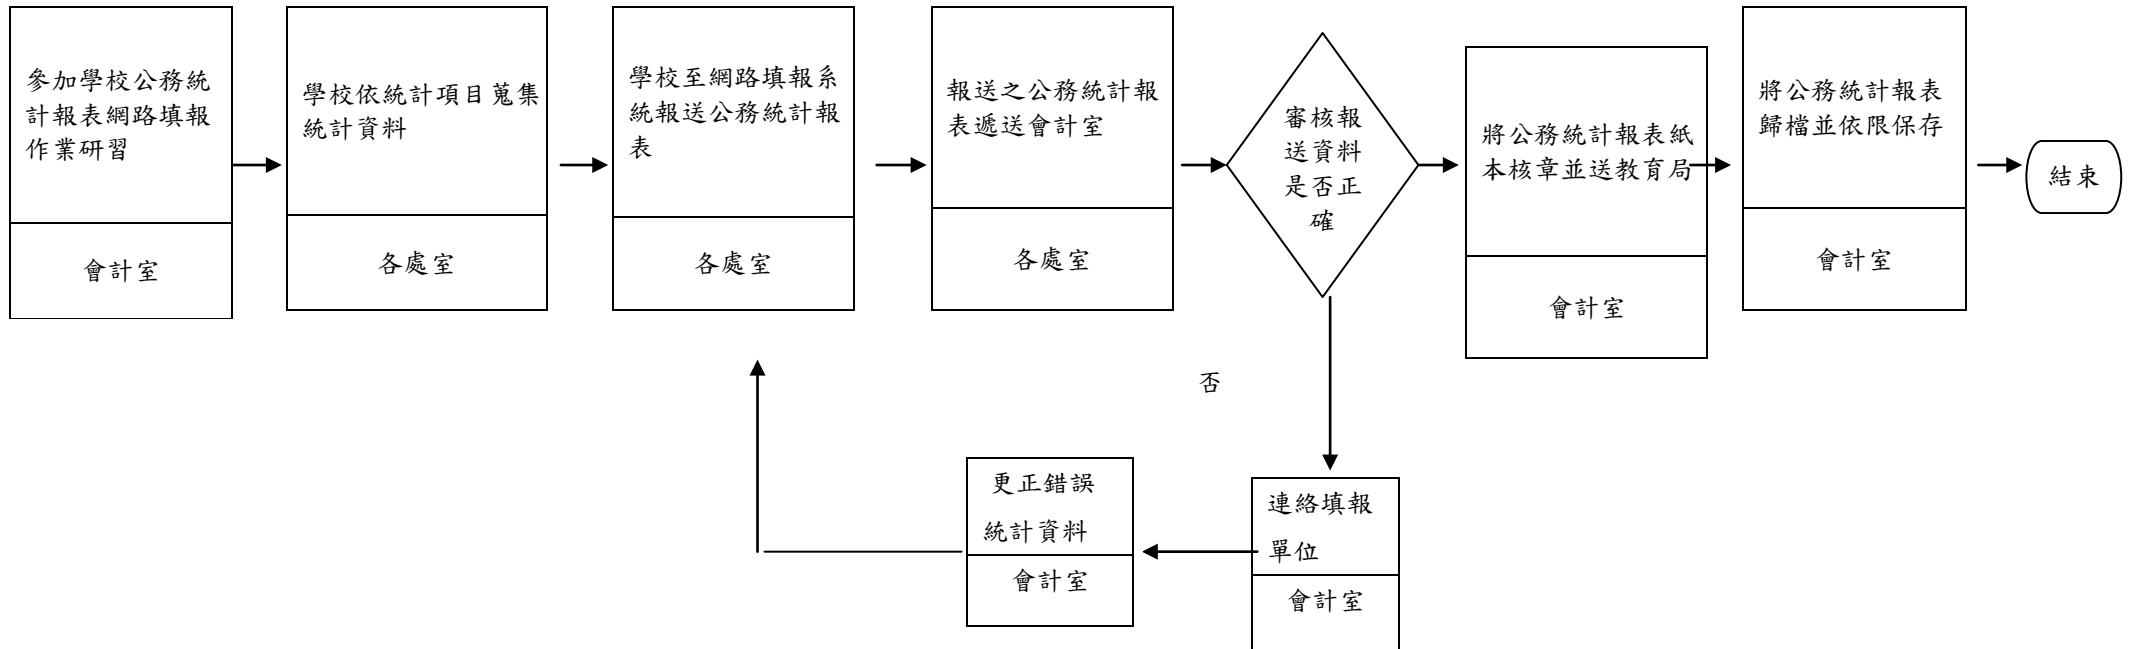 參加學校公務統
計報表網路填報
作業研習
會計室
學校依統計項目蒐集
統計資料
各處室
學校至網路填報系
統報送公務統計報
表
各處室
報送之公務統計報
表遞送會計室
各處室
審核報
送資料
是否正
確
將公務統計報表紙
本核章並送教育局
會計室
將公務統計報表
歸檔並依限保存
會計室
結束
否
連絡填報
單位
會計室
更正錯誤
統計資料
會計室